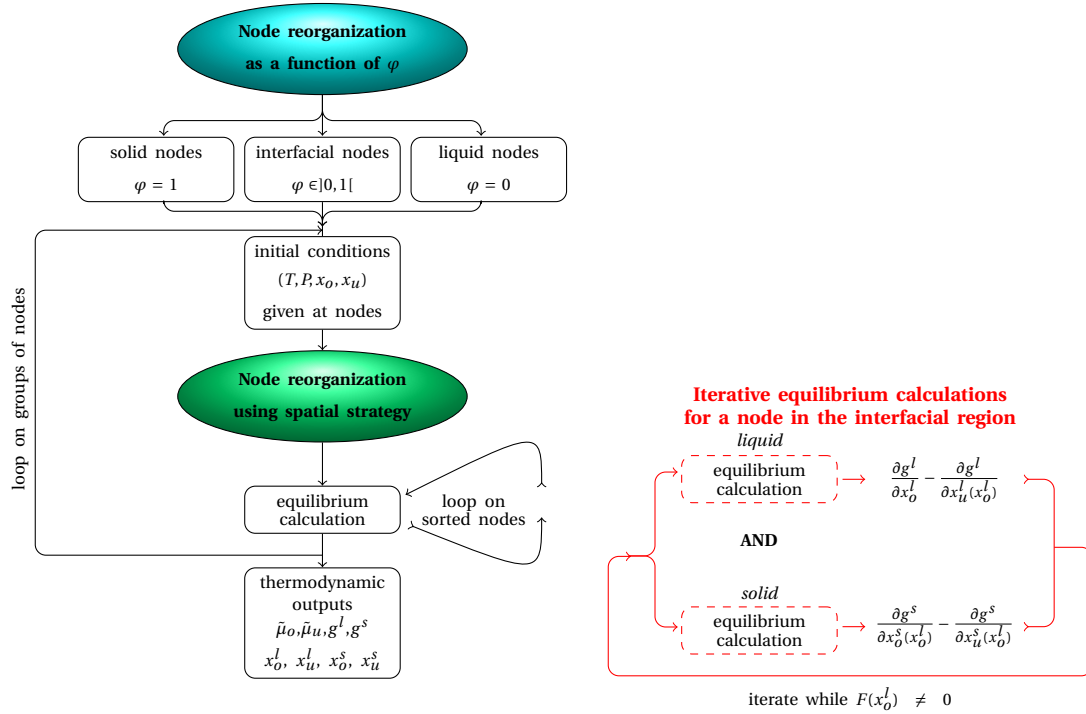 Node reorganization
as a function of φ
solid nodes
φ = 1
interfacial nodes
φ ∈]0,1[
liquid nodes
φ = 0
initial conditions
(T,P,x_o,x_u)
given at nodes
loop on groups of nodes
Node reorganization
using spatial strategy
equilibrium
calculation
loop on
sorted nodes
thermodynamic
outputs
μ̃_o,μ̃_u,g^l,g^s
x_o^l, x_u^l, x_o^s, x_u^s
Iterative equilibrium calculations
for a node in the interfacial region
liquid
equilibrium
calculation
∂g^l/∂x_o^l − ∂g^l/∂x_u^l(x_o^l)
AND
solid
equilibrium
calculation
∂g^s/∂x_o^s(x_o^l) − ∂g^s/∂x_u^s(x_o^l)
iterate while F(x_o^l) ≠ 0